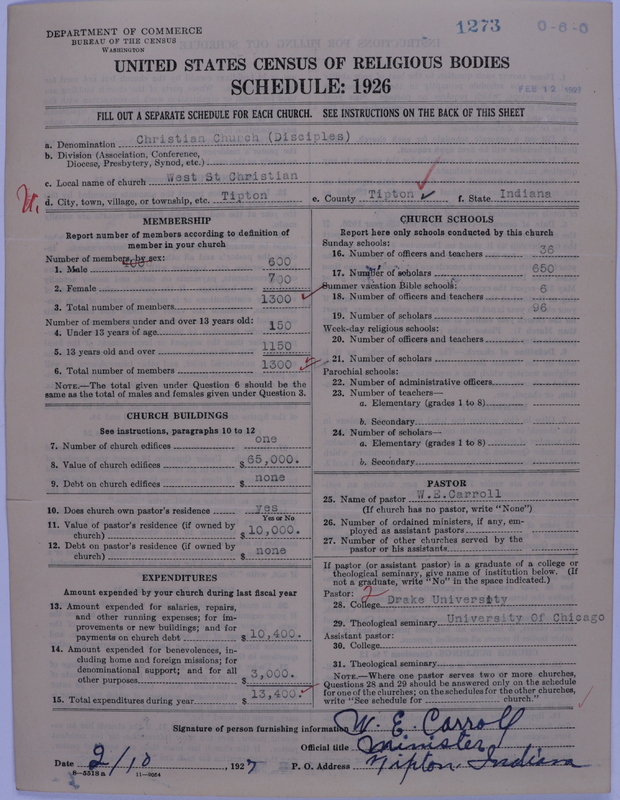 DEPARTMENT OF COMMERCE
BUREAU OF THE CENSUS
WASHINGTON
1273
0-6-0
UNITED STATES CENSUS OF RELIGIOUS BODIES
SCHEDULE: 1926
FEB 12 1927
FILL OUT A SEPARATE SCHEDULE FOR EACH CHURCH. SEE INSTRUCTIONS ON THE BACK OF THIS SHEET
a. Denomination Christian Church (Disciples)
b. Division (Association, Conference,
Diocese, Presbytery, Synod, etc.)
c. Local name of church West St Christian
d. City, town, village, or township, etc. Tipton e. County Tipton f. State Indiana
MEMBERSHIP
Report number of members according to definition of
member in your church
Number of members, by sex:
1. Male 600
2. Female 700
3. Total number of members 1300
Number of members under and over 13 years old:
4. Under 13 years of age 150
5. 13 years old and over 1150
6. Total number of members 1300
NOTE.—The total given under Question 6 should be the
same as the total of males and females given under Question 3.
CHURCH BUILDINGS
See instructions, paragraphs 10 to 12
7. Number of church edifices one
8. Value of church edifices $65,000.
9. Debt on church edifices $ none
10. Does church own pastor's residence yes
Yes or No
11. Value of pastor's residence (if owned by
church) $10,000.
12. Debt on pastor's residence (if owned by
church) $ none
EXPENDITURES
Amount expended by your church during last fiscal year
13. Amount expended for salaries, repairs,
and other running expenses; for im-
provements or new buildings; and for
payments on church debt $10,400.
14. Amount expended for benevolences, in-
cluding home and foreign missions; for
denominational support; and for all
other purposes $3,000.
15. Total expenditures during year $13,400.
CHURCH SCHOOLS
Report here only schools conducted by this church
Sunday schools:
16. Number of officers and teachers 36
17. Number of scholars 650
Summer vacation Bible schools:
18. Number of officers and teachers 6
19. Number of scholars 96
Week-day religious schools:
20. Number of officers and teachers
21. Number of scholars
Parochial schools:
22. Number of administrative officers
23. Number of teachers—
a. Elementary (grades 1 to 8)
b. Secondary
24. Number of scholars—
a. Elementary (grades 1 to 8)
b. Secondary
PASTOR
25. Name of pastor W.E.Carroll
(If church has no pastor, write "None")
26. Number of ordained ministers, if any, em-
ployed as assistant pastors
27. Number of other churches served by the
pastor or his assistants
If pastor (or assistant pastor) is a graduate of a college or
theological seminary, give name of institution below. (If
not a graduate, write "No" in the space indicated.)
Pastor:
28. College Drake University
29. Theological seminary University Of Chicago
Assistant pastor:
30. College
31. Theological seminary
NOTE.—Where one pastor serves two or more churches,
Questions 28 and 29 should be answered only on the schedule
for one of the churches; on the schedules for the other churches,
write "See schedule for church."
Signature of person furnishing information W. E. Carroll
Official title Minister
Date 2/10, 1927 P. O. Address Tipton, Indiana
8-5518 a 11-9034